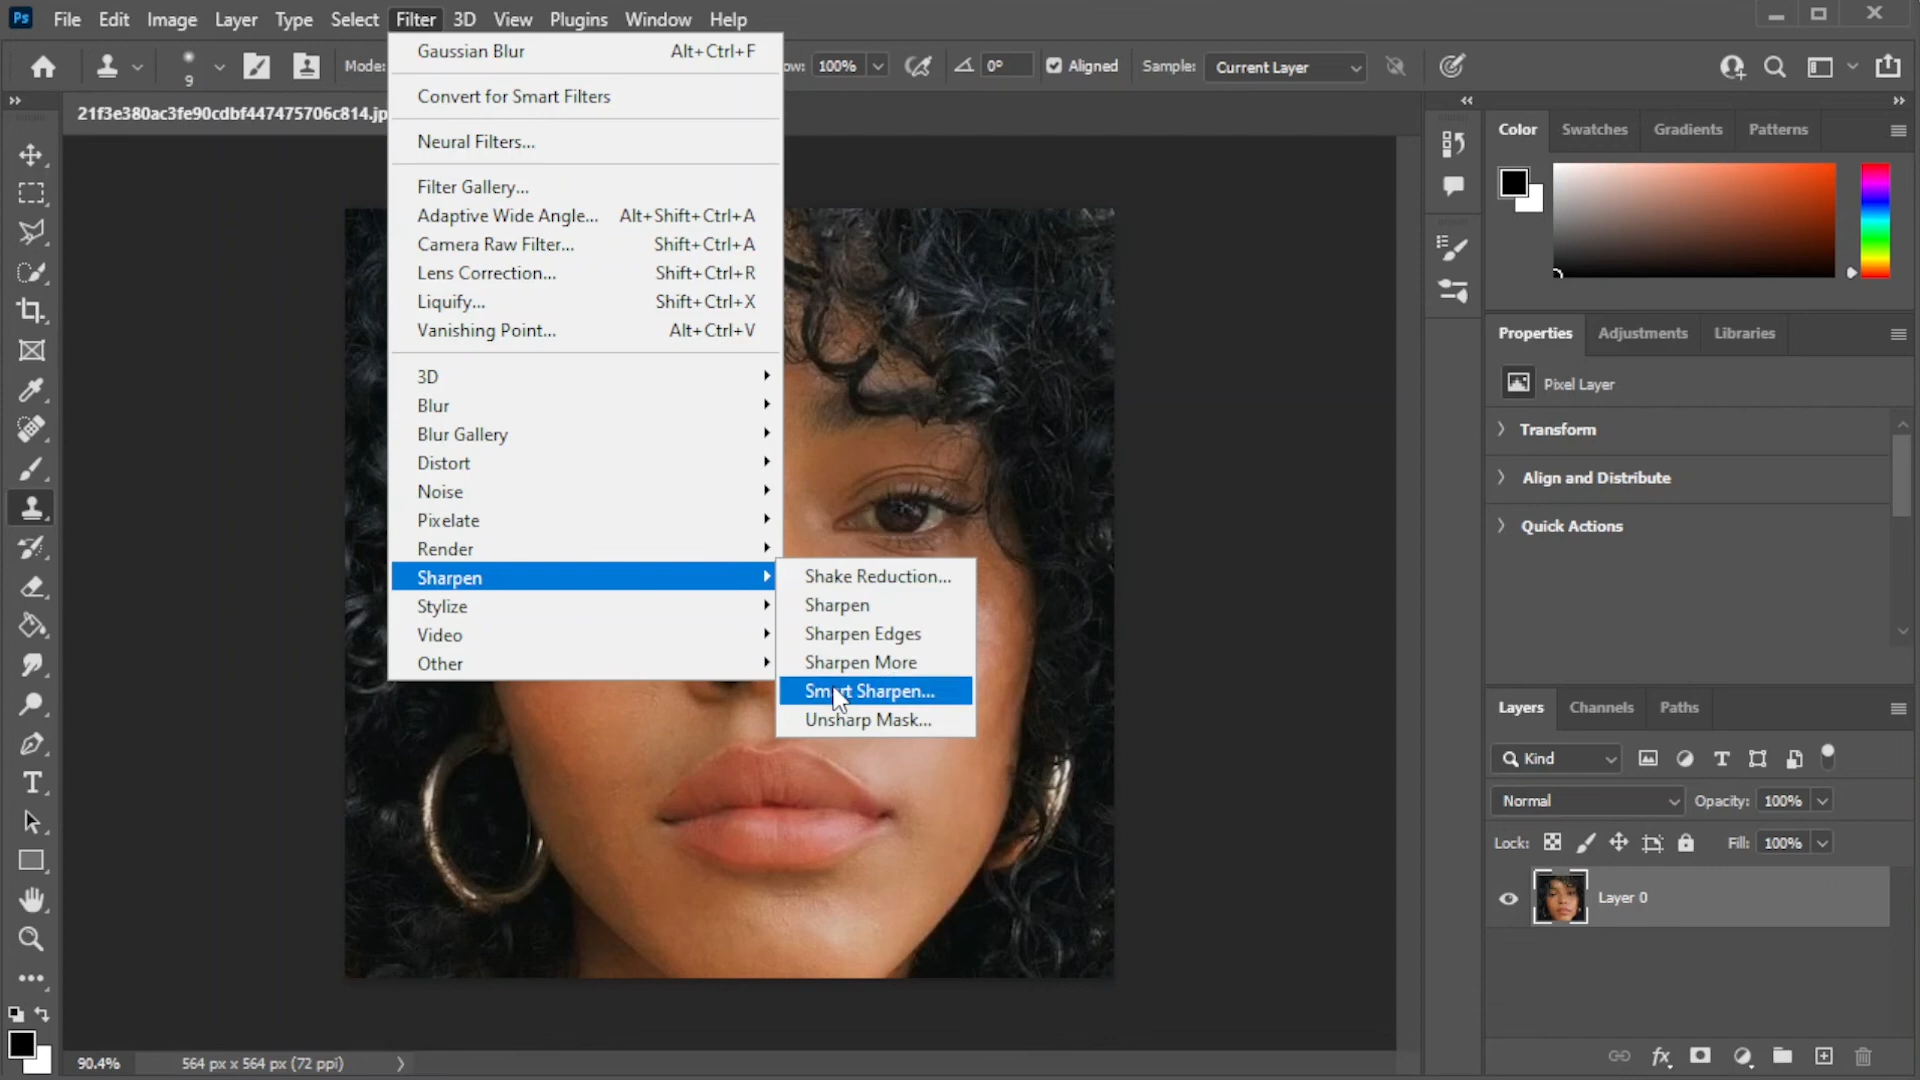 Ps File Edit Image Layer Type Select Filter 3D View Plugins Window Help
9 Mode: 100% 0° Aligned Sample: Current Layer
21f3e380ac3fe90cdbf447475706c814.jp
Gaussian Blur Alt+Ctrl+F
Convert for Smart Filters
Neural Filters...
Filter Gallery...
Adaptive Wide Angle... Alt+Shift+Ctrl+A
Camera Raw Filter... Shift+Ctrl+A
Lens Correction... Shift+Ctrl+R
Liquify... Shift+Ctrl+X
Vanishing Point... Alt+Ctrl+V
3D
Blur
Blur Gallery
Distort
Noise
Pixelate
Render
Sharpen
Stylize
Video
Other
Shake Reduction...
Sharpen
Sharpen Edges
Sharpen More
Smart Sharpen...
Unsharp Mask...
Color Swatches Gradients Patterns
Properties Adjustments Libraries
Pixel Layer
Transform
Align and Distribute
Quick Actions
Layers Channels Paths
Kind
Normal Opacity: 100%
Lock: Fill: 100%
Layer 0
90.4% 564 px x 564 px (72 ppi)